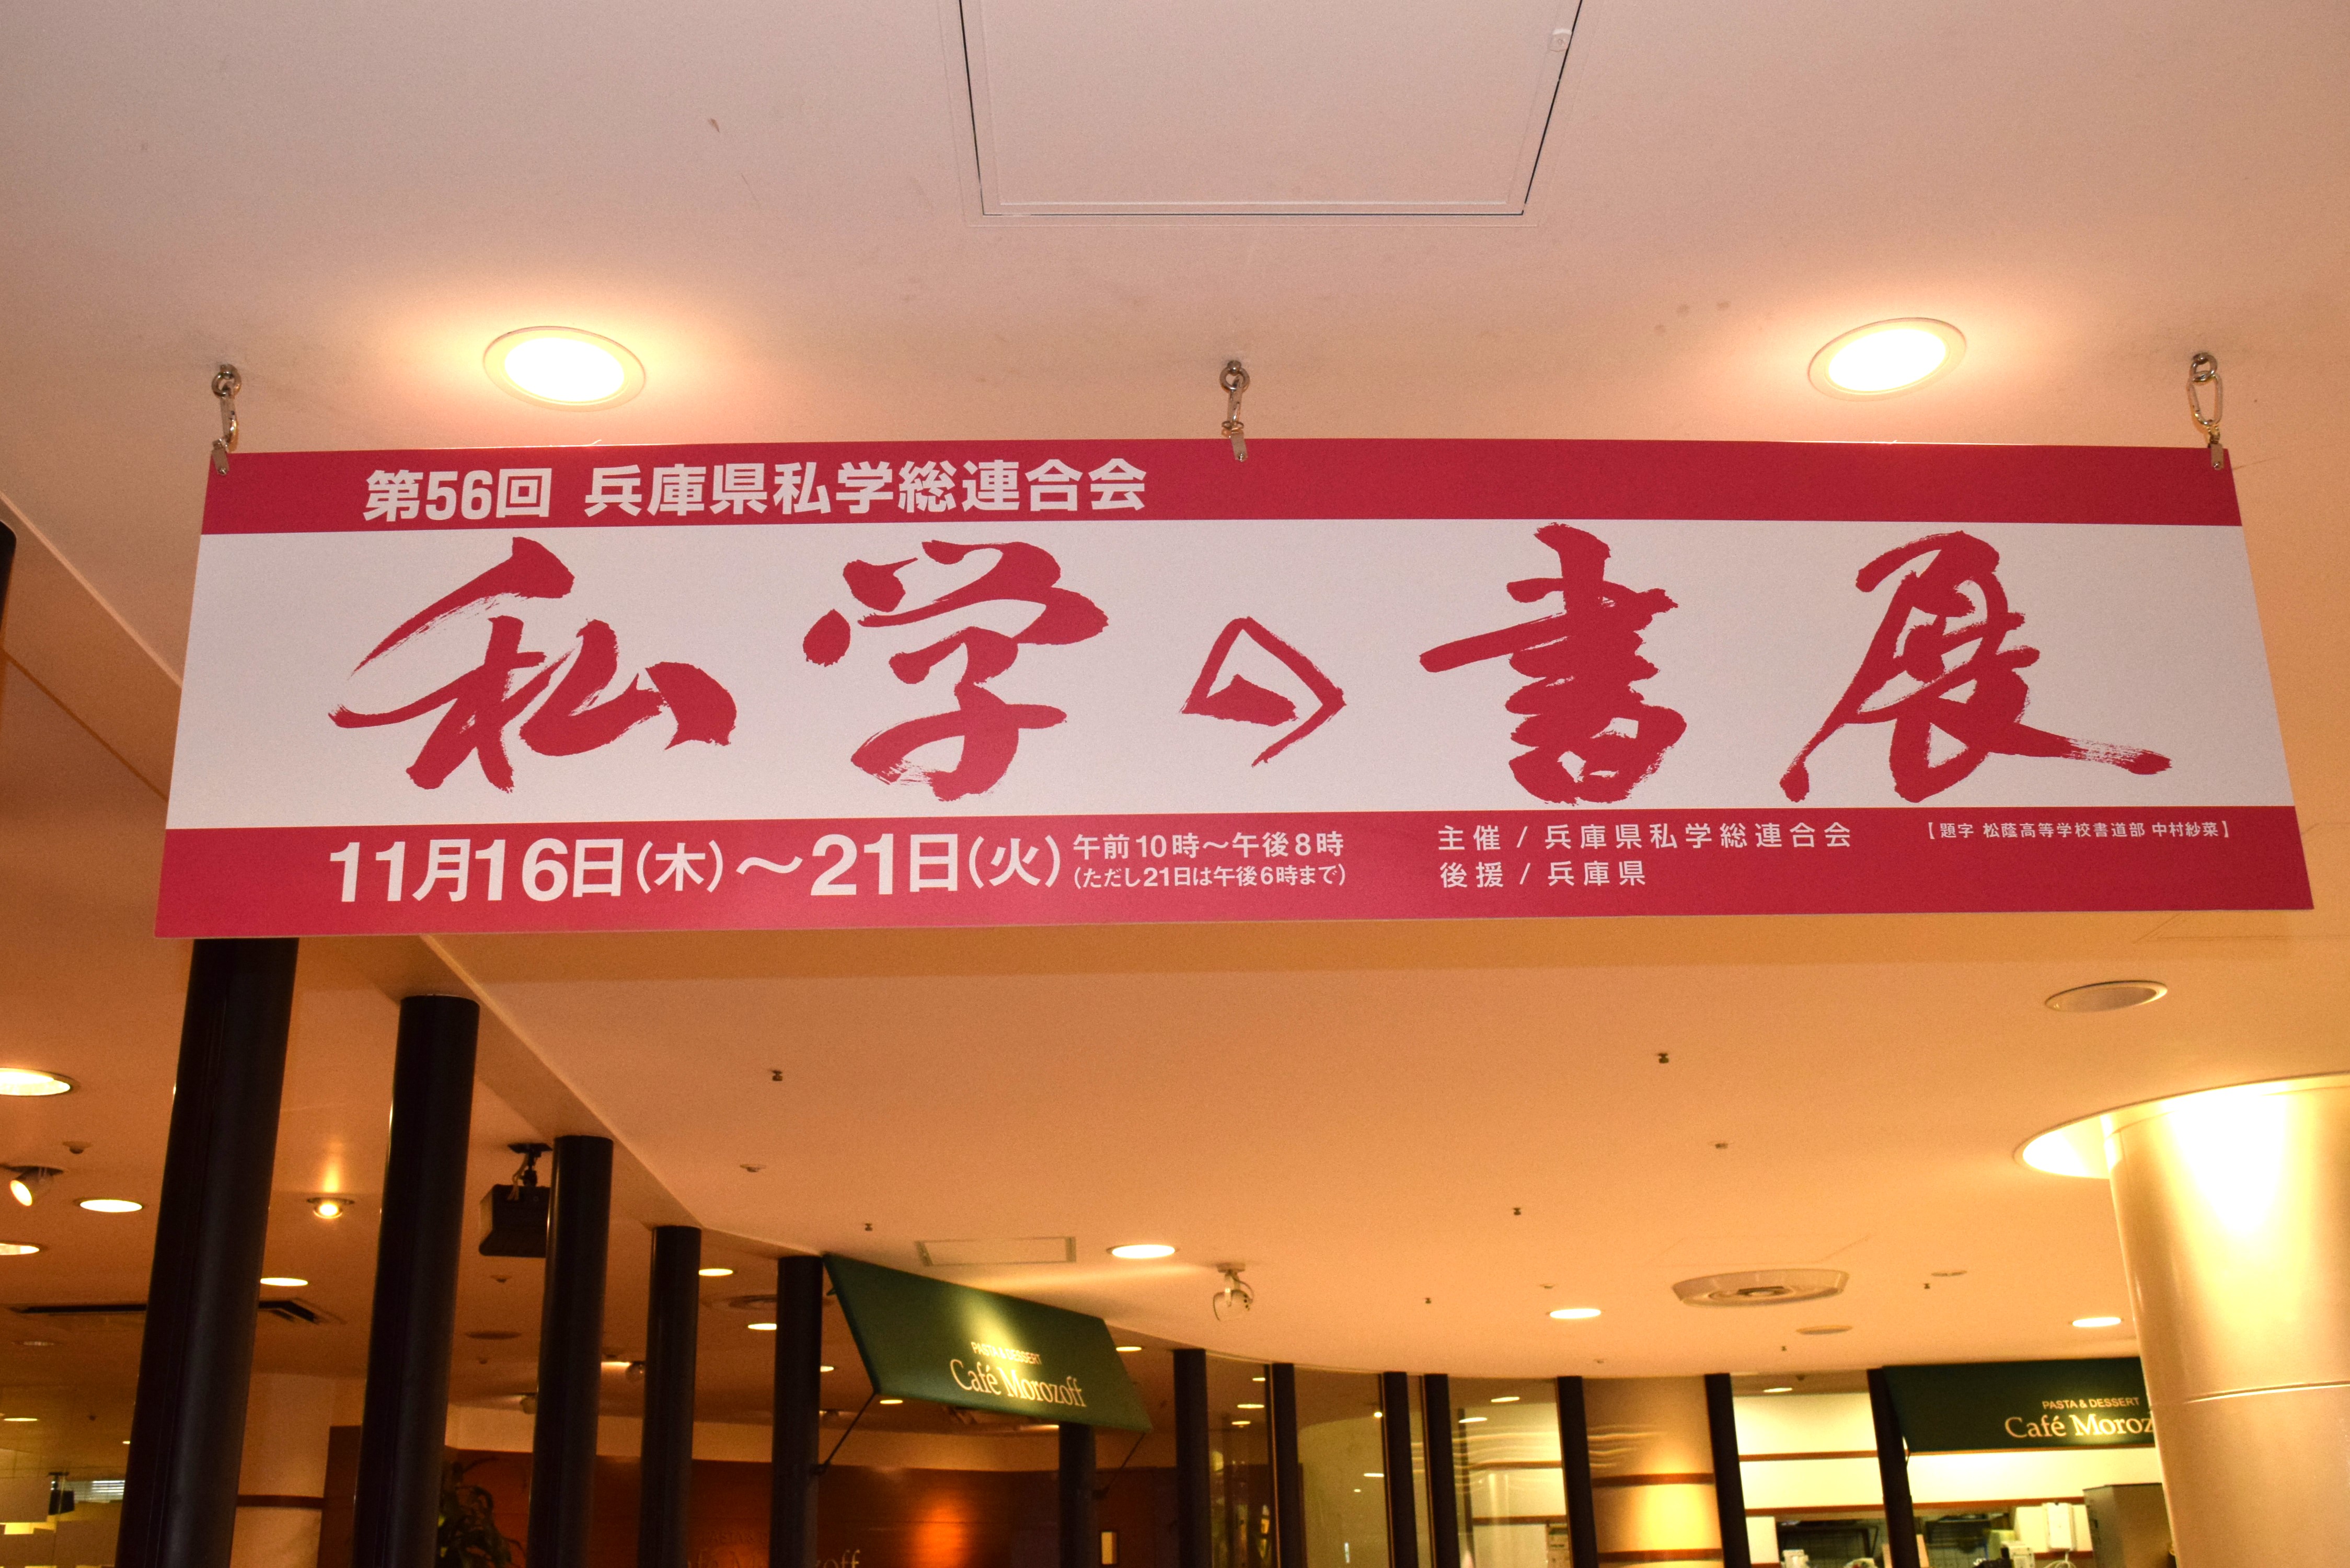 第56回 兵庫県私学総連合会
私学の書展
11月16日(木)〜21日(火)
午前10時〜午後8時
(ただし21日は午後6時まで)
主催 / 兵庫県私学総連合会
後援 / 兵庫県
【題字 松蔭高等学校書道部 中村紗菜】
PASTA & DESSERT
Café Morozoff
PASTA & DESSERT
Café Moroz